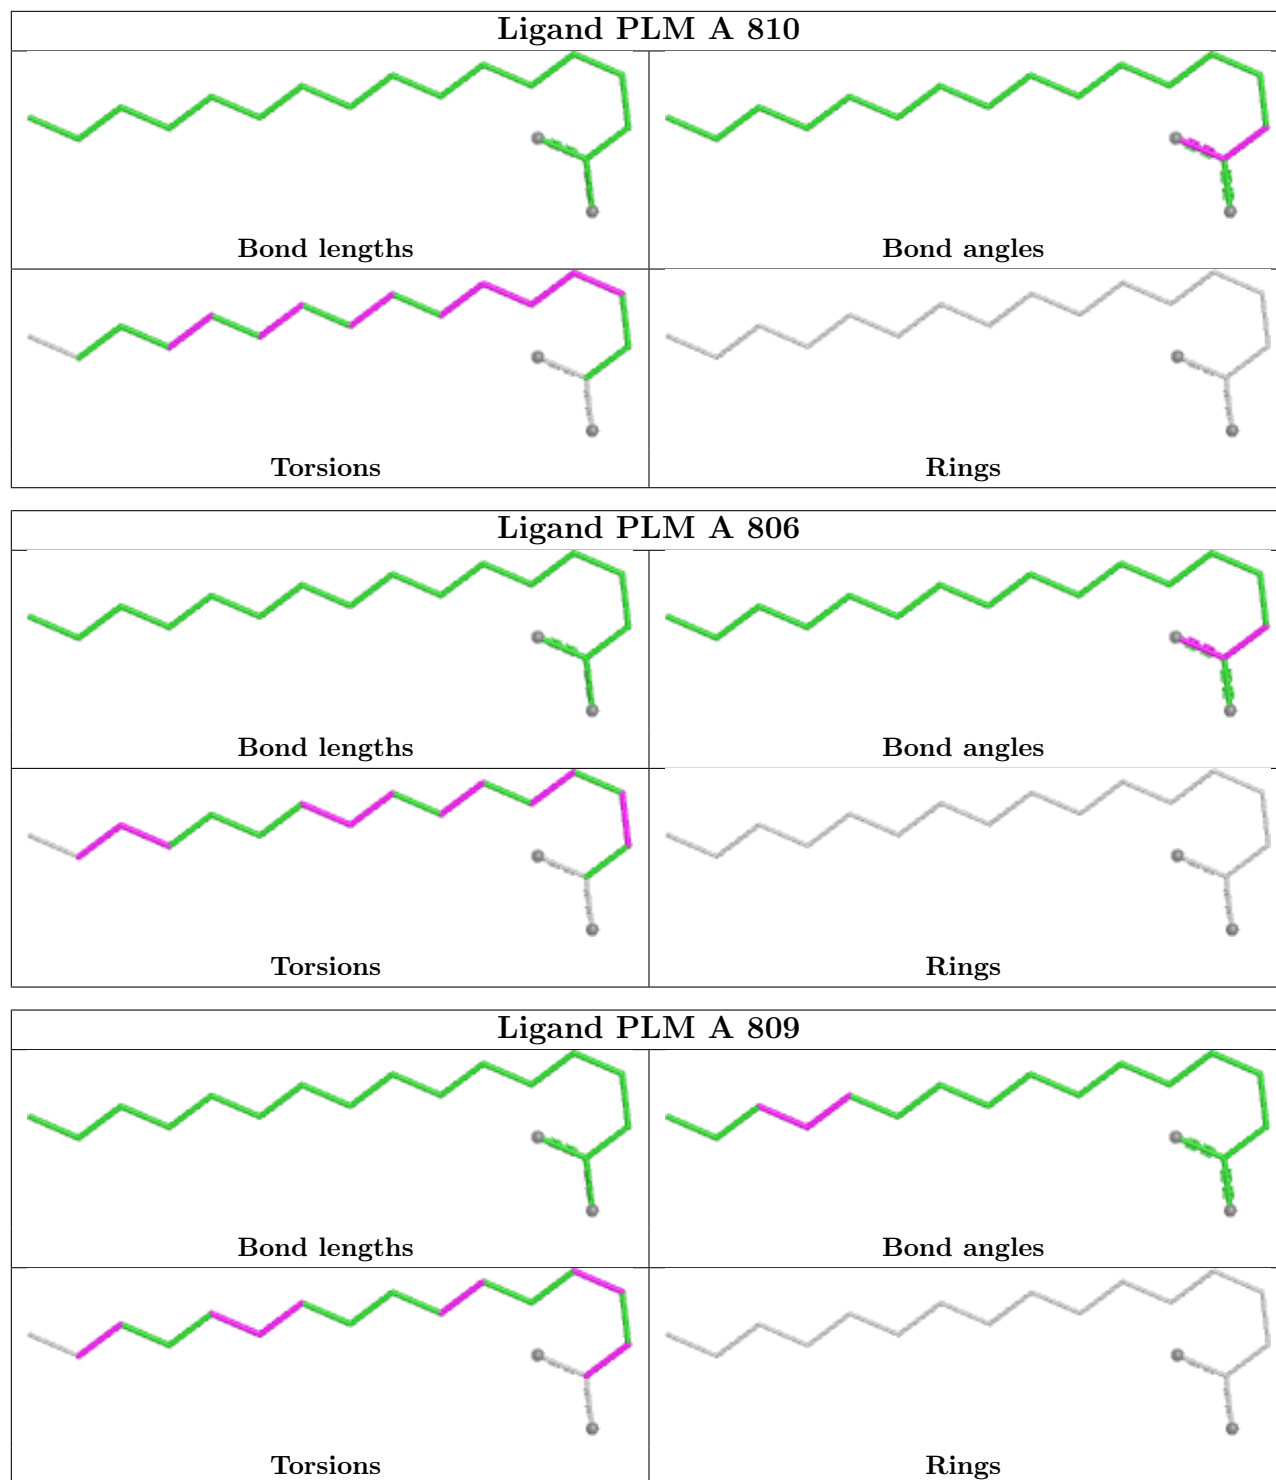 Ligand PLM A 810
Bond lengths
Bond angles
Torsions
Rings
Ligand PLM A 806
Bond lengths
Bond angles
Torsions
Rings
Ligand PLM A 809
Bond lengths
Bond angles
Torsions
Rings